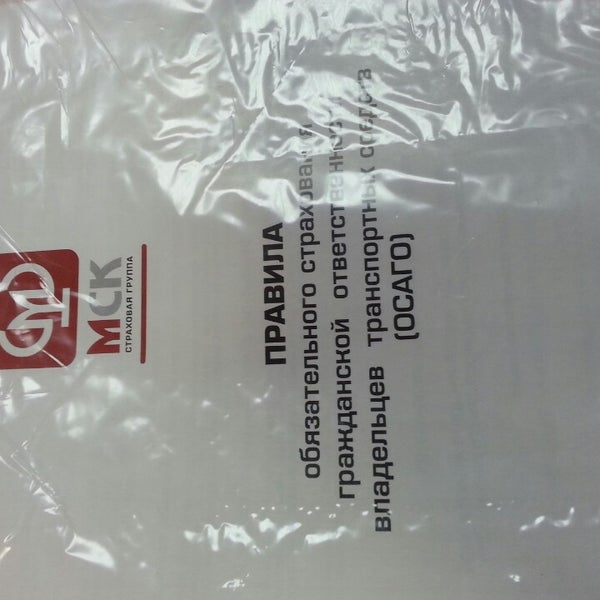 МСК
СТРАХОВАЯ ГРУППА
ПРАВИЛА
обязательного страхования
гражданской ответственности
владельцев транспортных средств
(ОСАГО)